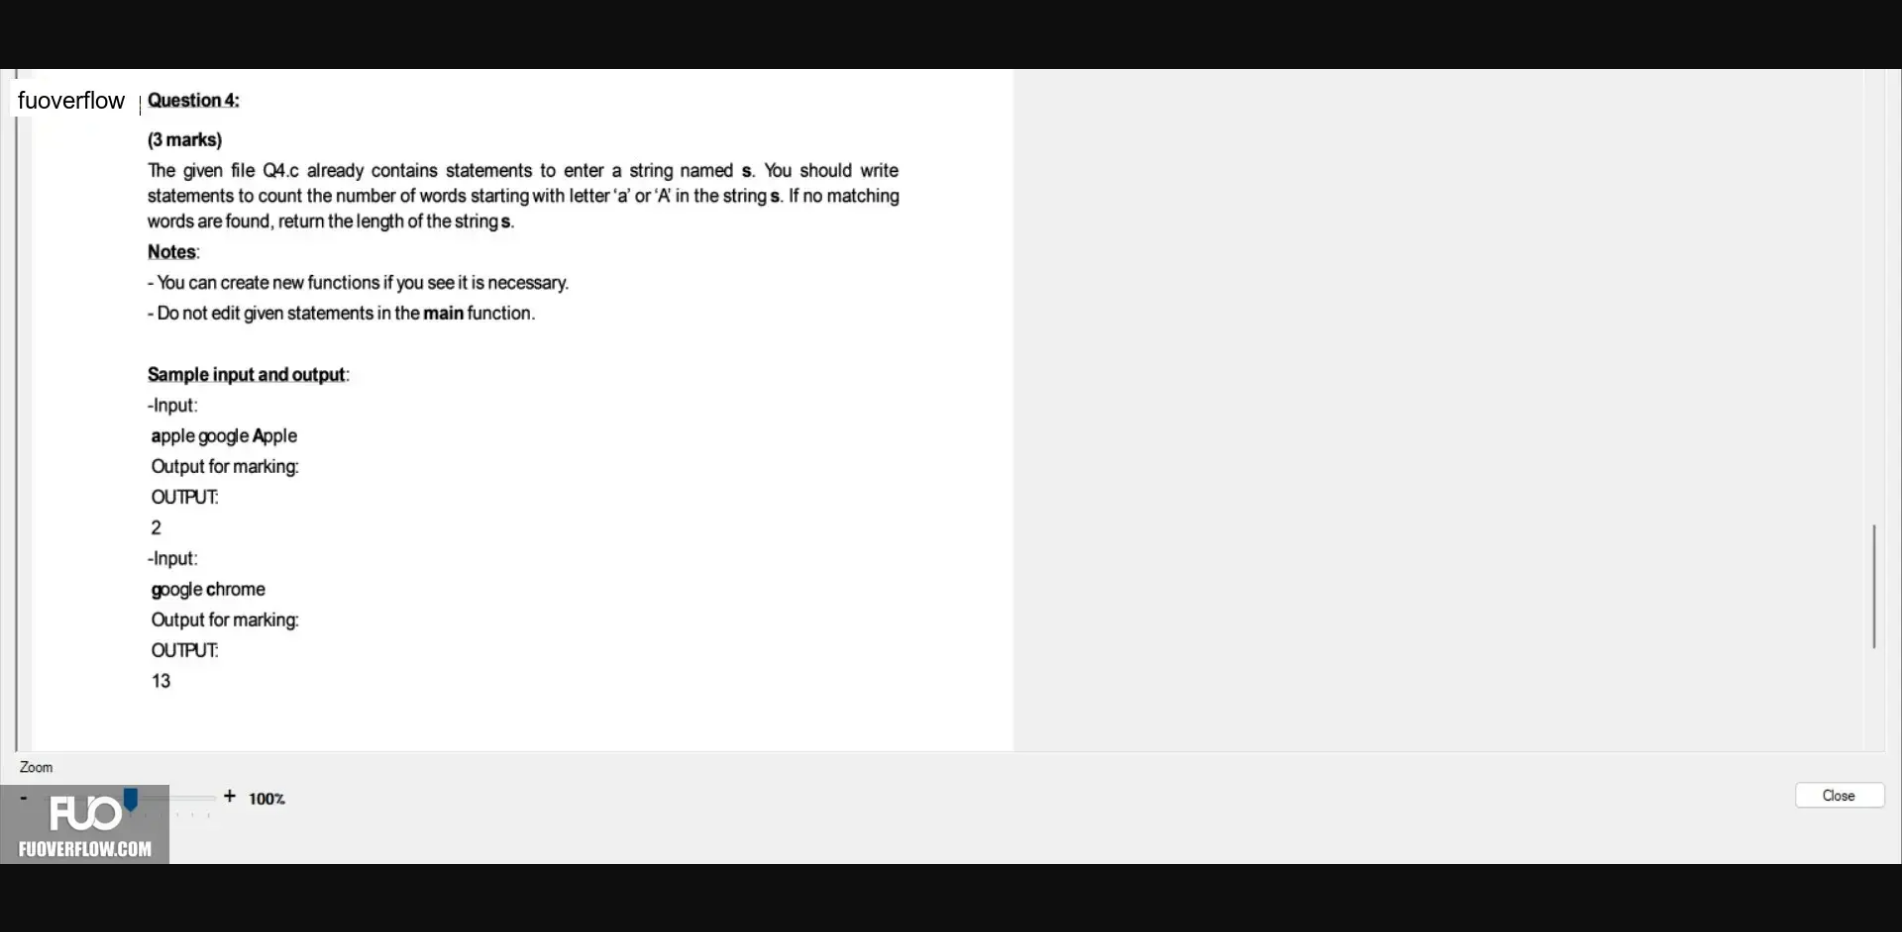 fuoverflow
Question 4:
(3 marks)
The given file Q4.c already contains statements to enter a string named s. You should write
statements to count the number of words starting with letter ‘a’ or ‘A’ in the string s. If no matching
words are found, return the length of the string s.
Notes:
- You can create new functions if you see it is necessary.
- Do not edit given statements in the main function.
Sample input and output:
-Input:
apple google Apple
Output for marking:
OUTPUT:
2
-Input:
google chrome
Output for marking:
OUTPUT:
13
Zoom
- + 100%
Close
FUO
FUOVERFLOW.COM